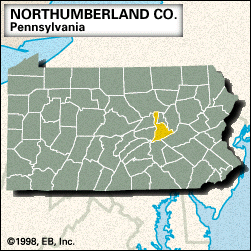 NORTHUMBERLAND CO.
Pennsylvania
©1998, EB, Inc.